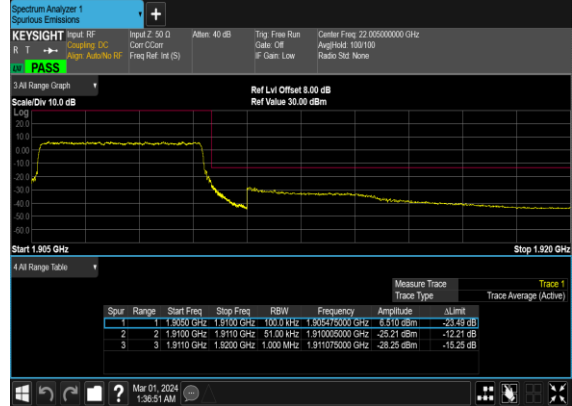 Spectrum Analyzer 1
Spurious Emissions
+
KEYSIGHT Input: RF Input Z: 50 Ω Atten: 40 dB Trig: Free Run Center Freq: 22.005000000 GHz
R T Coupling: DC Corr CCorr Gate: Off Avg|Hold: 100/100
Align: Auto/No RF Freq Ref: Int (S) IF Gain: Low Radio Std: None
LW PASS
3 All Range Graph
Ref Lvl Offset 8.00 dB
Scale/Div 10.0 dB Ref Value 30.00 dBm
Log
20.0
10.0
0.00
-10.0
-20.0
-30.0
-40.0
-50.0
-60.0
Start 1.905 GHz Stop 1.920 GHz
4 All Range Table
Measure Trace Trace 1
Trace Type Trace Average (Active)
Spur Range Start Freq Stop Freq RBW Frequency Amplitude ΔLimit
1 1 1.9050 GHz 1.9100 GHz 100.0 kHz 1.905475000 GHz 6.510 dBm -23.49 dB
2 2 1.9100 GHz 1.9110 GHz 51.00 kHz 1.910005000 GHz -25.21 dBm -12.21 dB
3 3 1.9110 GHz 1.9200 GHz 1.000 MHz 1.911075000 GHz -28.25 dBm -15.25 dB
? Mar 01, 2024
1:36:51 AM